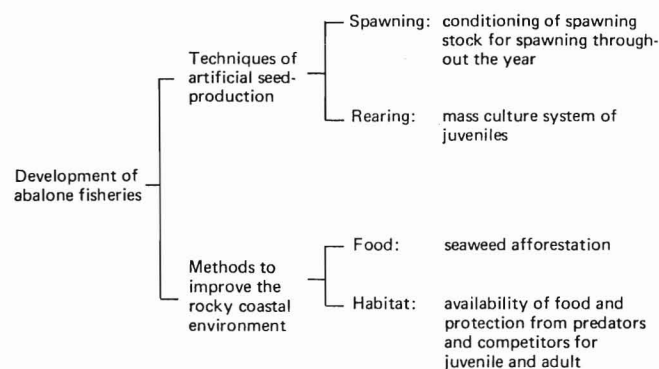 Development of
abalone fisheries
Techniques of
artificial seed-
production
Spawning: conditioning of spawning
stock for spawning through-
out the year
Rearing: mass culture system of
juveniles
Methods to
improve the
rocky coastal
environment
Food: seaweed afforestation
Habitat: availability of food and
protection from predators
and competitors for
juvenile and adult